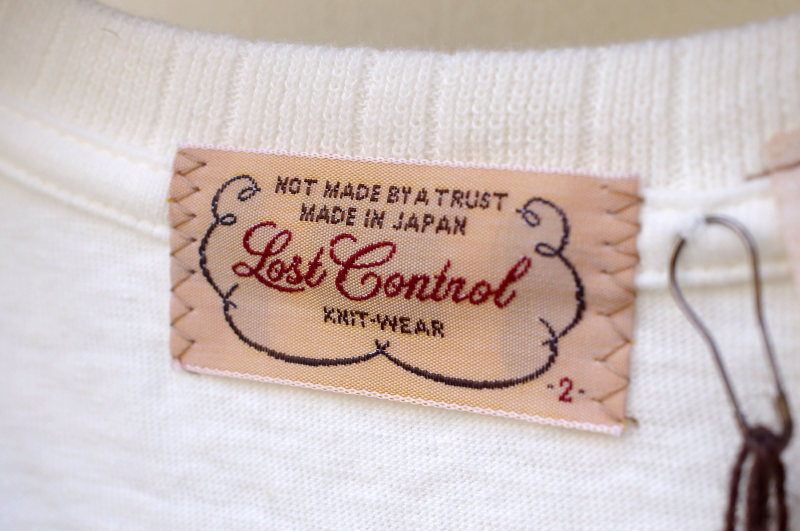 NOT MADE BY A TRUST
MADE IN JAPAN
Lost Control
KNIT-WEAR
-2-